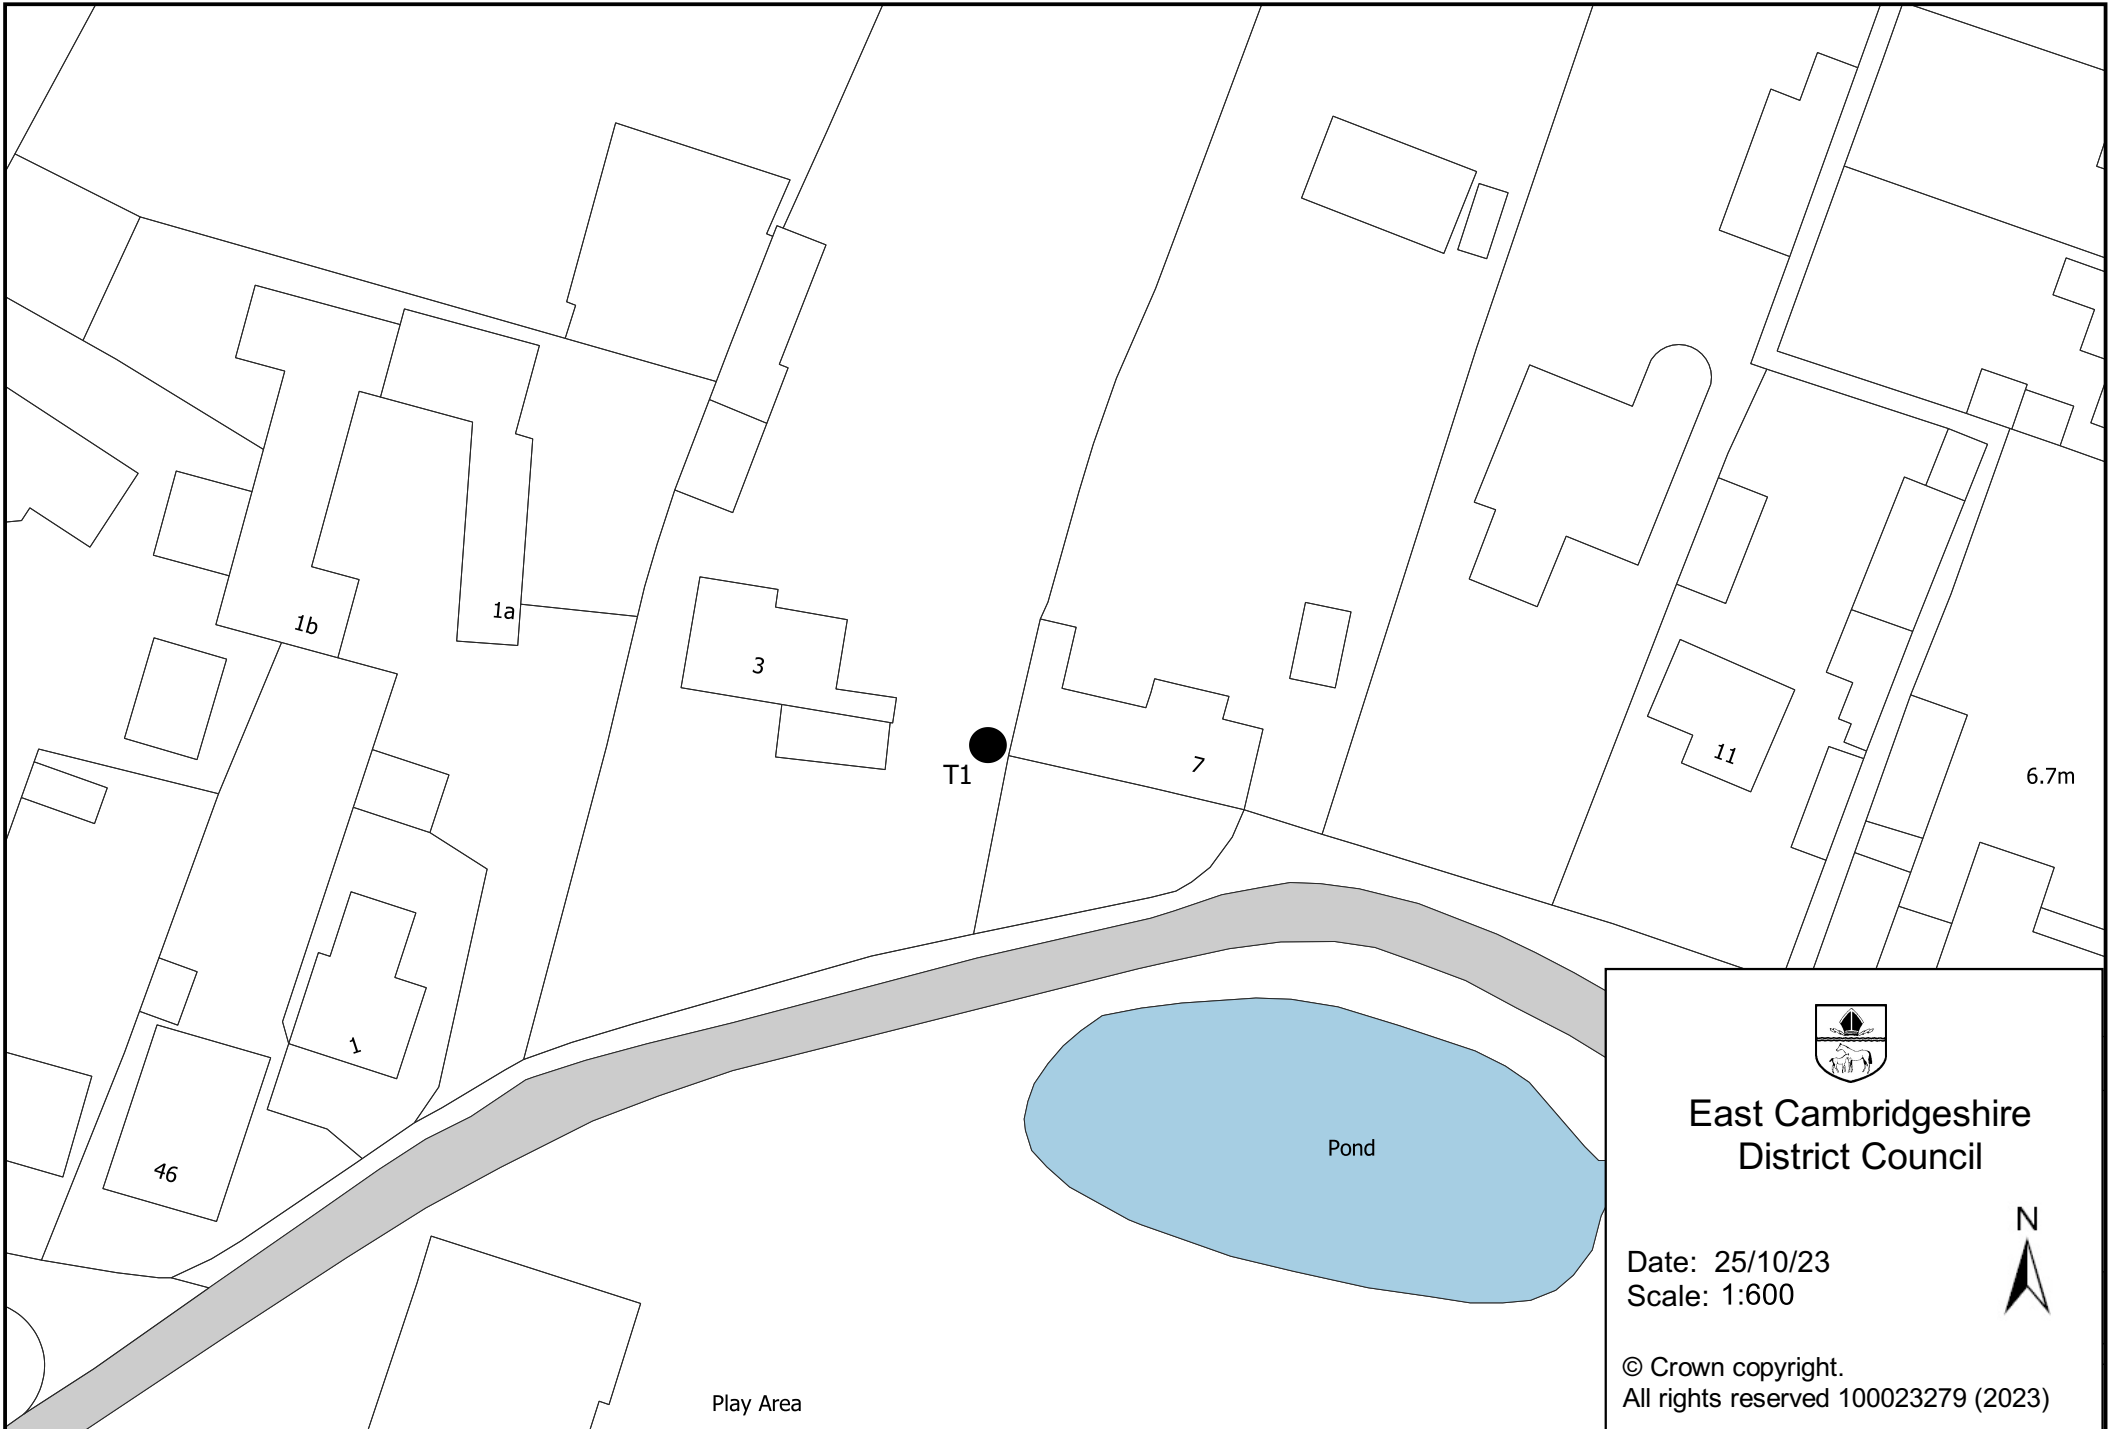 1b
1a
3
T1
7
11
6.7m
1
46
Pond
Play Area
East Cambridgeshire
District Council
N
Date: 25/10/23
Scale: 1:600
© Crown copyright.
All rights reserved 100023279 (2023)